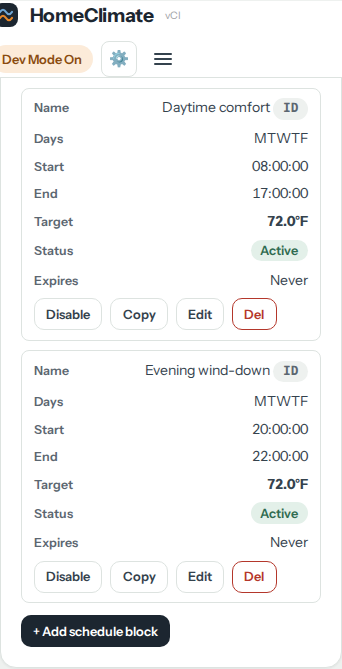 HomeClimate vCI
Dev Mode On
Name Daytime comfort ID
Days MTWTF
Start 08:00:00
End 17:00:00
Target 72.0°F
Status Active
Expires Never
Disable Copy Edit Del
Name Evening wind-down ID
Days MTWTF
Start 20:00:00
End 22:00:00
Target 72.0°F
Status Active
Expires Never
Disable Copy Edit Del
+ Add schedule block